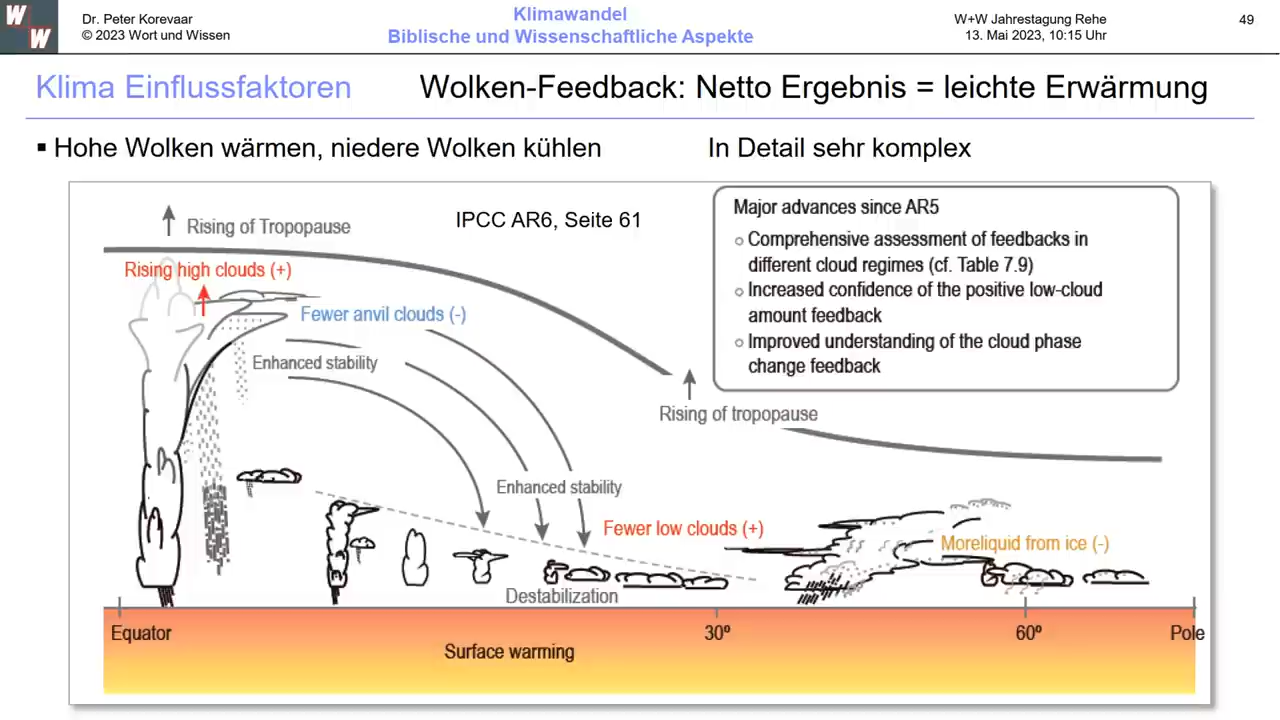 W W
Dr. Peter Korevaar
© 2023 Wort und Wissen
Klimawandel
Biblische und Wissenschaftliche Aspekte
W+W Jahrestagung Rehe
13. Mai 2023, 10:15 Uhr
49
Klima Einflussfaktoren
Wolken-Feedback: Netto Ergebnis = leichte Erwärmung
▪ Hohe Wolken wärmen, niedere Wolken kühlen
In Detail sehr komplex
Rising of Tropopause
IPCC AR6, Seite 61
Rising high clouds (+)
Fewer anvil clouds (-)
Enhanced stability
Major advances since AR5
○ Comprehensive assessment of feedbacks in
different cloud regimes (cf. Table 7.9)
○ Increased confidence of the positive low-cloud
amount feedback
○ Improved understanding of the cloud phase
change feedback
Rising of tropopause
Enhanced stability
Fewer low clouds (+)
Moreliquid from ice (-)
Destabilization
Equator
30º
60º
Pole
Surface warming